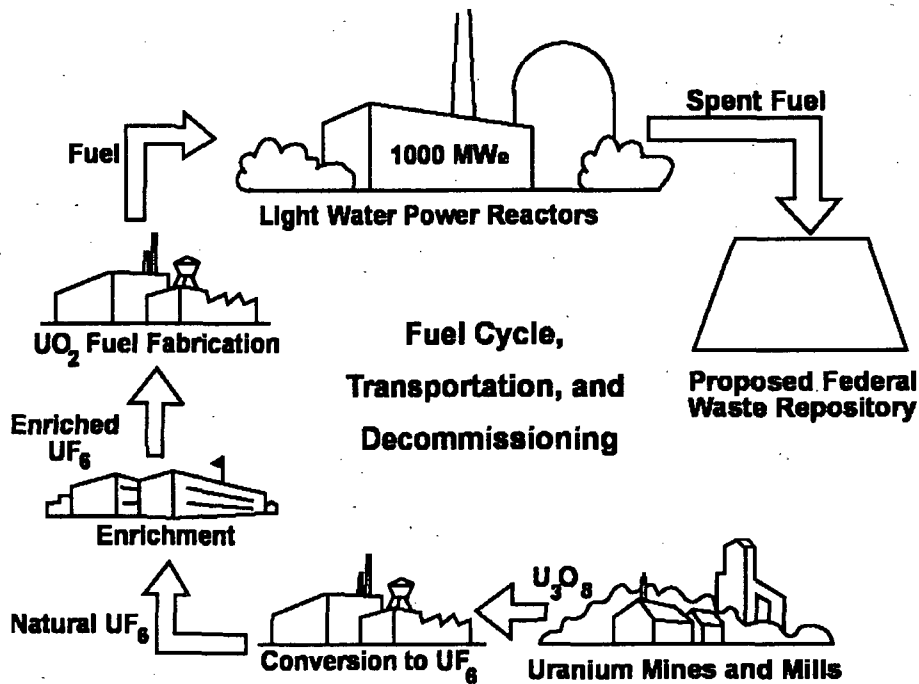 Spent Fuel
Fuel
1000 MWe
Light Water Power Reactors
UO₂ Fuel Fabrication
Fuel Cycle,
Transportation, and
Decommissioning
Proposed Federal
Waste Repository
Enriched
UF₆
Enrichment
U₃O₈
Natural UF₆
Conversion to UF₆
Uranium Mines and Mills